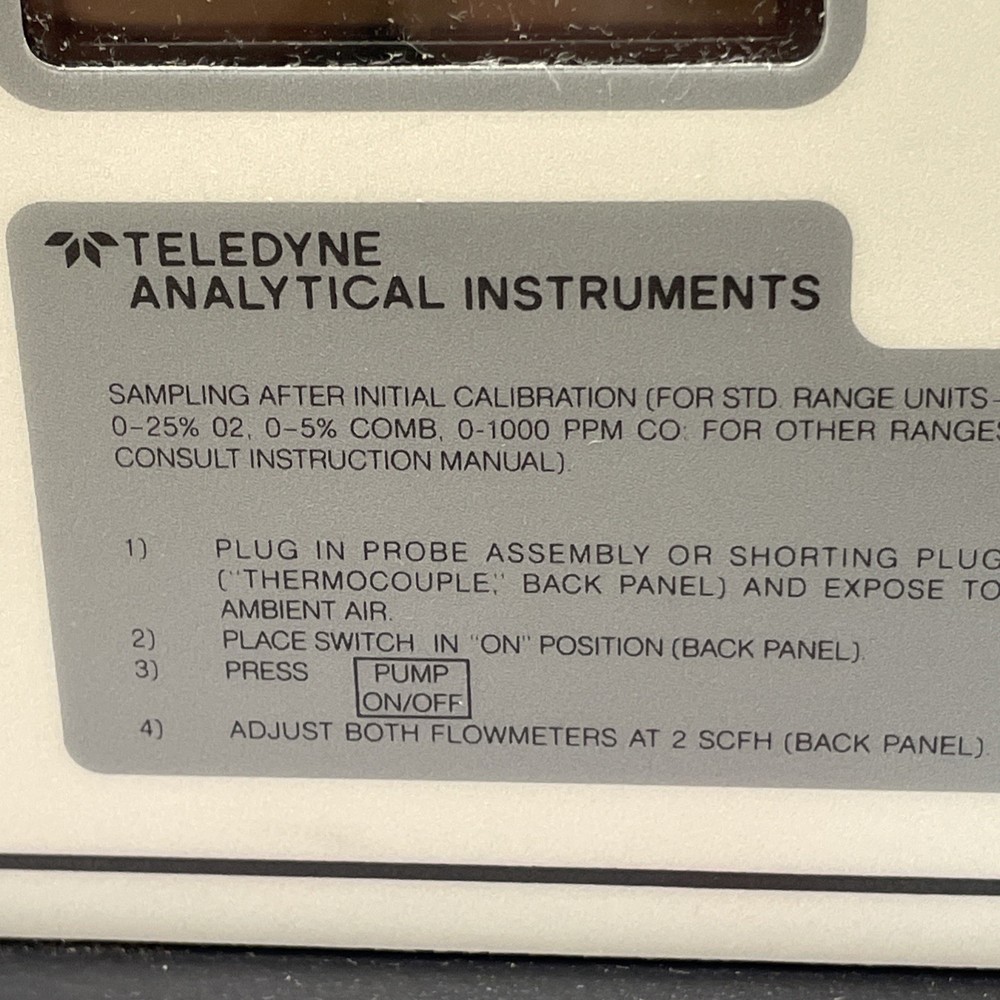 TELEDYNE
ANALYTICAL INSTRUMENTS
SAMPLING AFTER INITIAL CALIBRATION (FOR STD. RANGE UNITS-
0-25% 02, 0-5% COMB, 0-1000 PPM CO: FOR OTHER RANGES
CONSULT INSTRUCTION MANUAL).
1) PLUG IN PROBE ASSEMBLY OR SHORTING PLUG
("THERMOCOUPLE," BACK PANEL) AND EXPOSE TO
AMBIENT AIR.
2) PLACE SWITCH IN "ON" POSITION (BACK PANEL).
3) PRESS PUMP
ON/OFF
4) ADJUST BOTH FLOWMETERS AT 2 SCFH (BACK PANEL).